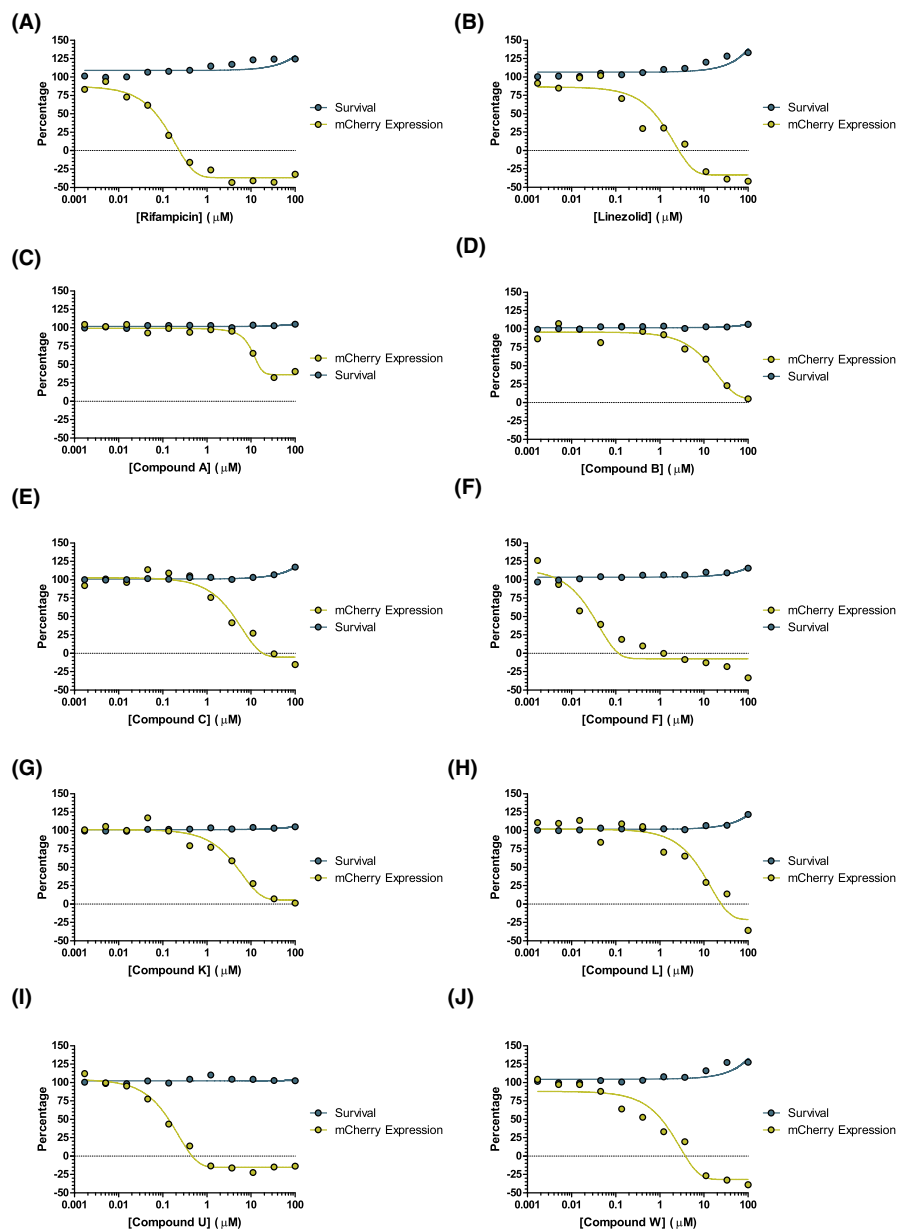 (A)
150
125
100
75
50
25
0
-25
-50
Percentage
0.001 0.01 0.1 1 10 100
[Rifampicin] ( μM)
Survival
mCherry Expression
(B)
150
125
100
75
50
25
0
-25
-50
Percentage
0.001 0.01 0.1 1 10 100
[Linezolid] ( μM)
Survival
mCherry Expression
(C)
150
125
100
75
50
25
0
-25
-50
Percentage
0.001 0.01 0.1 1 10 100
[Compound A] ( μM)
mCherry Expression
Survival
(D)
150
125
100
75
50
25
0
-25
-50
Percentage
0.001 0.01 0.1 1 10 100
[Compound B] ( μM)
mCherry Expression
Survival
(E)
150
125
100
75
50
25
0
-25
-50
Percentage
0.001 0.01 0.1 1 10 100
[Compound C] ( μM)
mCherry Expression
Survival
(F)
150
125
100
75
50
25
0
-25
-50
Percentage
0.001 0.01 0.1 1 10 100
[Compound F] ( μM)
mCherry Expression
Survival
(G)
150
125
100
75
50
25
0
-25
-50
Percentage
0.001 0.01 0.1 1 10 100
[Compound K] ( μM)
Survival
mCherry Expression
(H)
150
125
100
75
50
25
0
-25
-50
Percentage
0.001 0.01 0.1 1 10 100
[Compound L] ( μM)
Survival
mCherry Expression
(I)
150
125
100
75
50
25
0
-25
-50
Percentage
0.001 0.01 0.1 1 10 100
[Compound U] ( μM)
Survival
mCherry Expression
(J)
150
125
100
75
50
25
0
-25
-50
Percentage
0.001 0.01 0.1 1 10 100
[Compound W] ( μM)
Survival
mCherry Expression